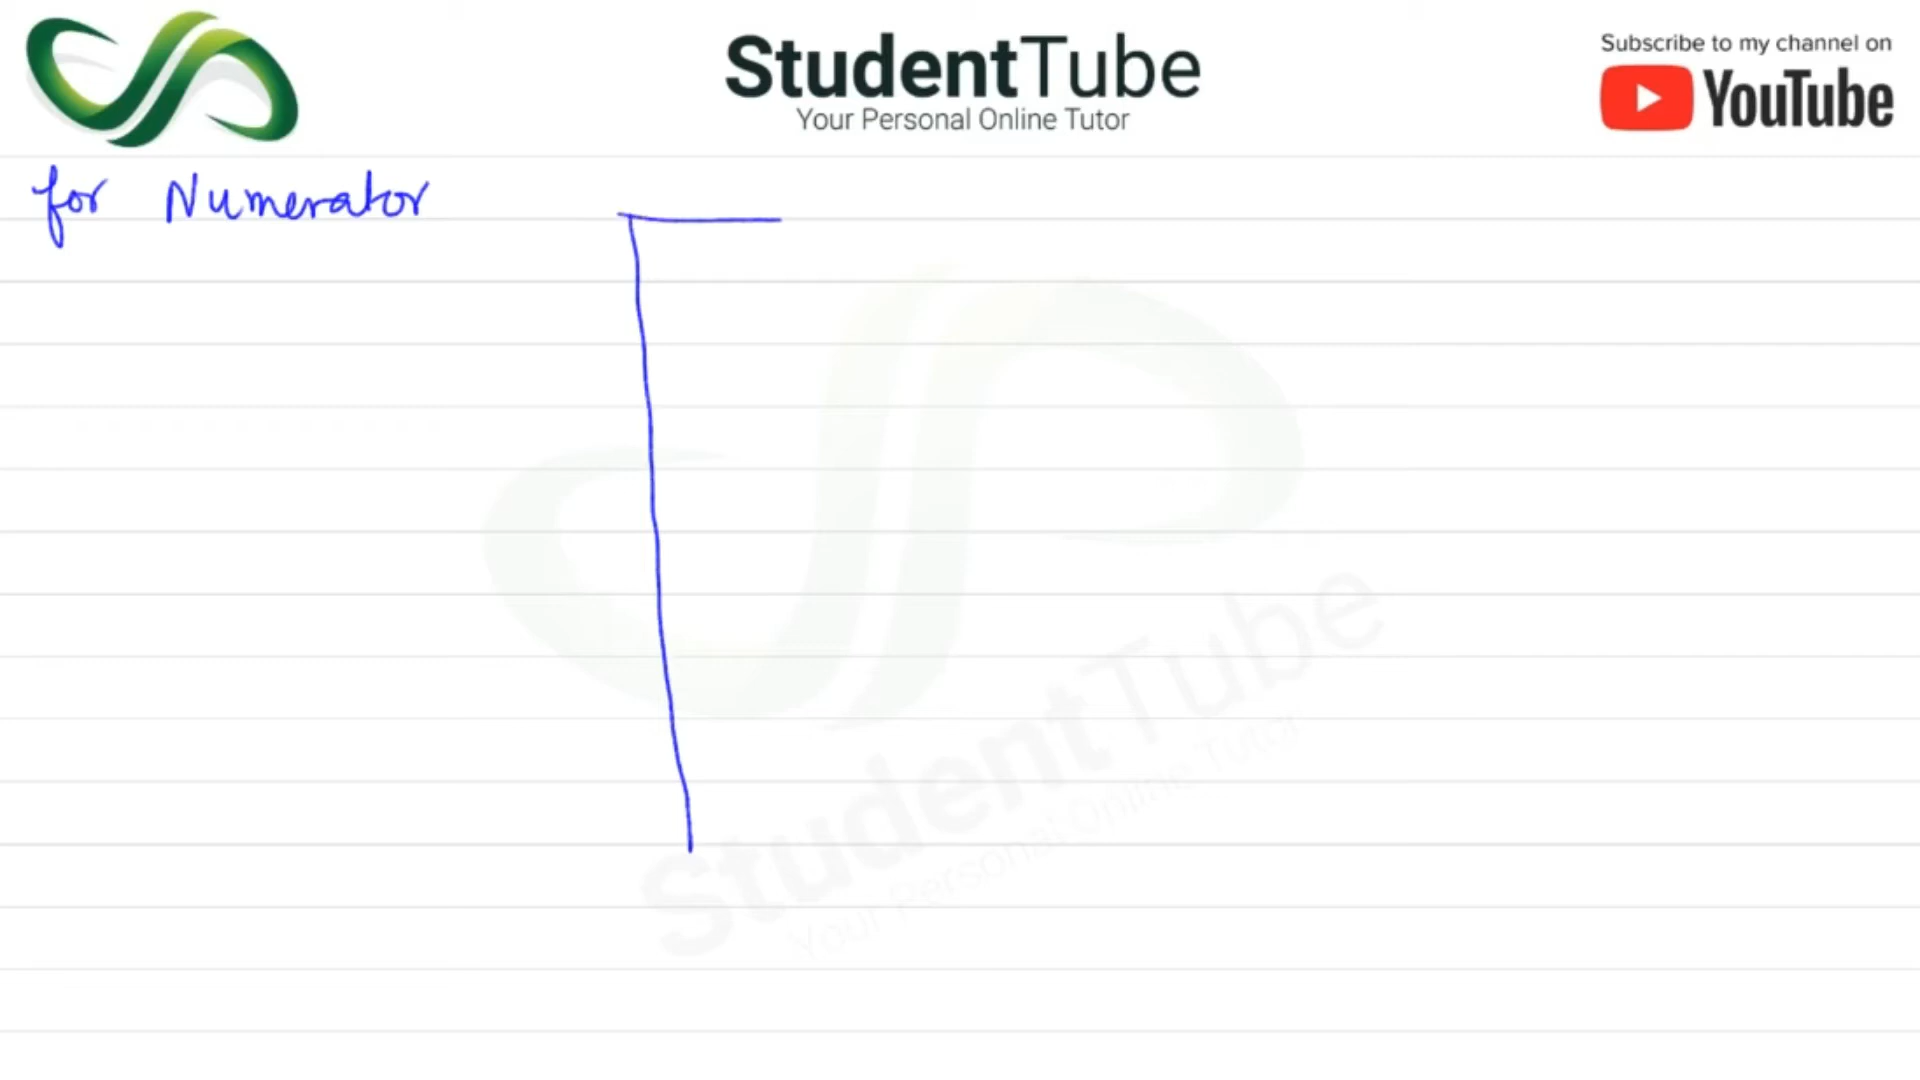 StudentTube
Your Personal Online Tutor
Subscribe to my channel on
YouTube
for Numerator
StudentTube
Your Personal Online Tutor